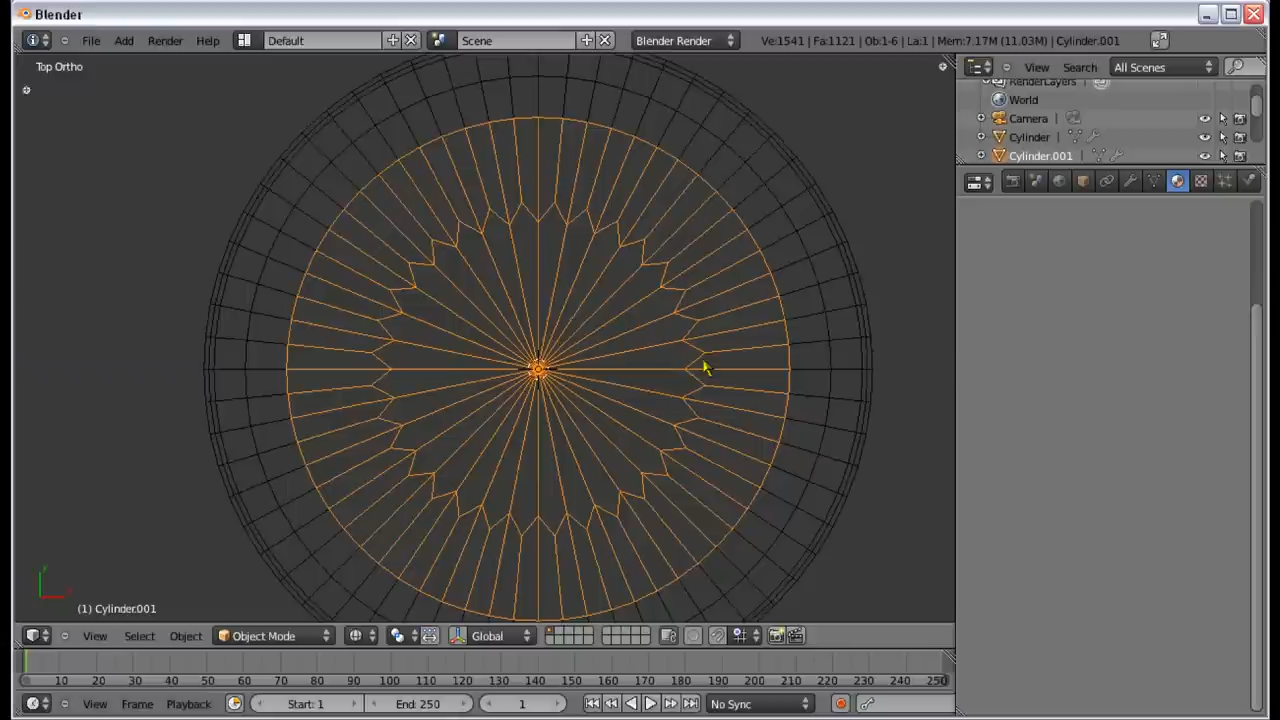 Blender
File Add Render Help Default Scene Blender Render Ve:1541 | Fa:1121 | Ob:1-6 | La:1 | Mem:7.17M (11.03M) | Cylinder.001
Top Ortho
View Search All Scenes
RenderLayers
World
Camera
Cylinder
Cylinder.001
(1) Cylinder.001
View Select Object Object Mode Global
10 20 30 40 50 60 70 80 90 100 110 120 130 140 150 160 170 180 190 200 210 220 230 240 250
View Frame Playback Start: 1 End: 250 1 No Sync